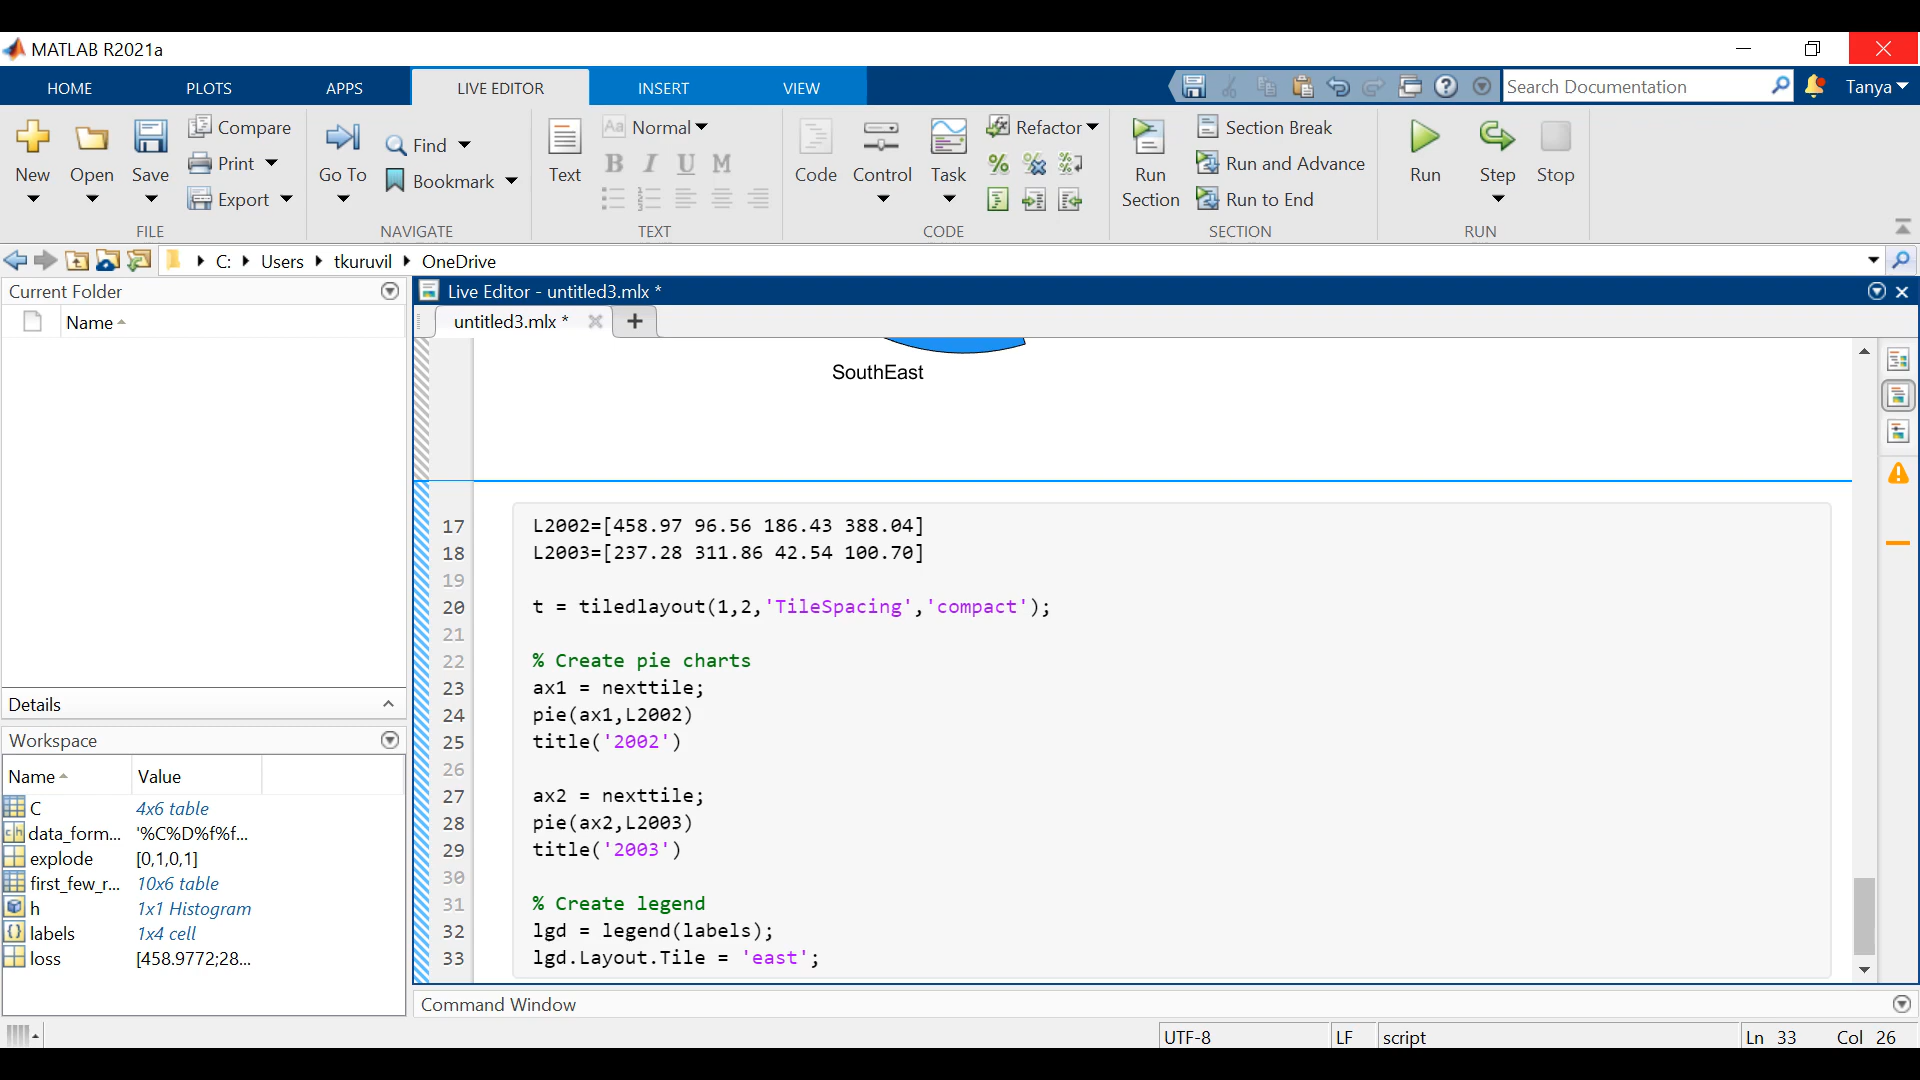 MATLAB R2021a
HOME PLOTS APPS LIVE EDITOR INSERT VIEW Search Documentation Tanya
New Open Save Compare Print Export
FILE
Go To Find Bookmark
NAVIGATE
Text Normal B I U M
TEXT
Code Control Task Refactor
CODE
Run Section Section Break Run and Advance Run to End
SECTION
Run Step Stop
RUN
C: Users tkuruvil OneDrive
Current Folder
Name
Details
Workspace
Name Value
C 4x6 table
data_form... '%C%D%f%f...
explode [0,1,0,1]
first_few_r... 10x6 table
h 1x1 Histogram
labels 1x4 cell
loss [458.9772;28...
Live Editor - untitled3.mlx *
untitled3.mlx *
SouthEast
17 L2002=[458.97 96.56 186.43 388.04]
18 L2003=[237.28 311.86 42.54 100.70]
19
20 t = tiledlayout(1,2,'TileSpacing','compact');
21
22 % Create pie charts
23 ax1 = nexttile;
24 pie(ax1,L2002)
25 title('2002')
26
27 ax2 = nexttile;
28 pie(ax2,L2003)
29 title('2003')
30
31 % Create legend
32 lgd = legend(labels);
33 lgd.Layout.Tile = 'east';
Command Window
UTF-8 LF script Ln 33 Col 26